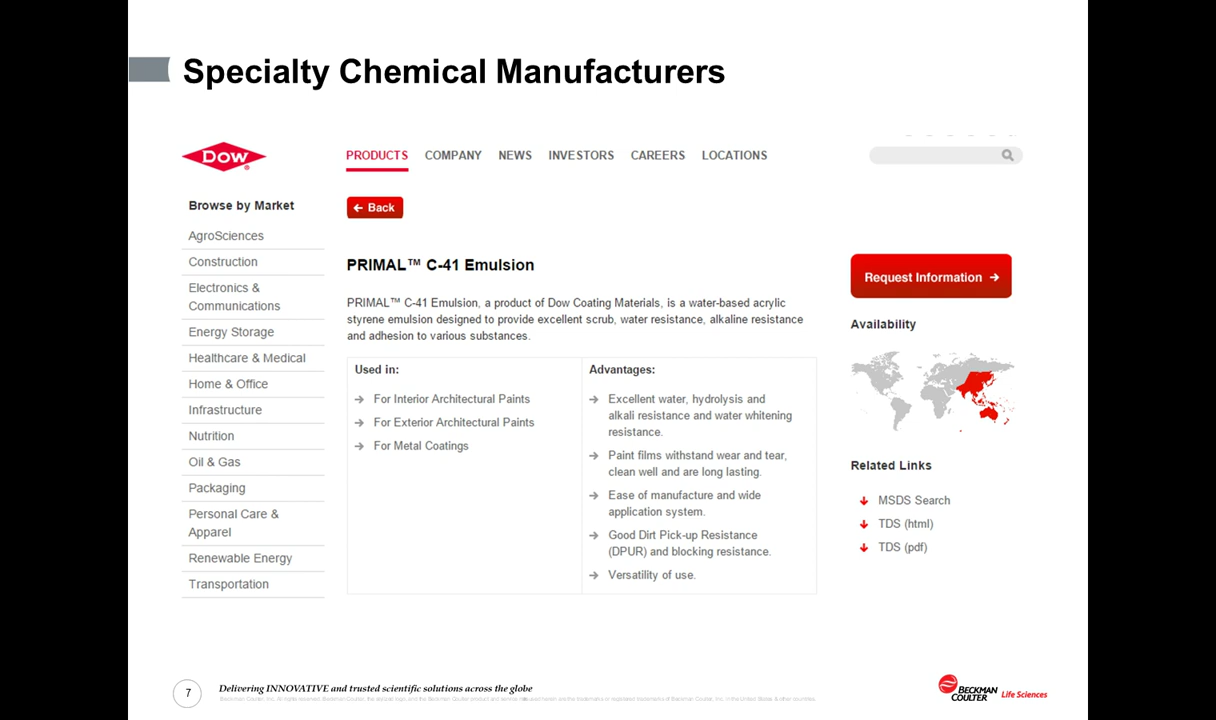 Specialty Chemical Manufacturers
DOW
PRODUCTS COMPANY NEWS INVESTORS CAREERS LOCATIONS
Browse by Market
AgroSciences
Construction
Electronics &
Communications
Energy Storage
Healthcare & Medical
Home & Office
Infrastructure
Nutrition
Oil & Gas
Packaging
Personal Care &
Apparel
Renewable Energy
Transportation
Back
PRIMAL™ C-41 Emulsion
PRIMAL™ C-41 Emulsion, a product of Dow Coating Materials, is a water-based acrylic
styrene emulsion designed to provide excellent scrub, water resistance, alkaline resistance
and adhesion to various substances.
Used in:
For Interior Architectural Paints
For Exterior Architectural Paints
For Metal Coatings
Advantages:
Excellent water, hydrolysis and
alkali resistance and water whitening
resistance.
Paint films withstand wear and tear,
clean well and are long lasting.
Ease of manufacture and wide
application system.
Good Dirt Pick-up Resistance
(DPUR) and blocking resistance.
Versatility of use.
Request Information
Availability
Related Links
MSDS Search
TDS (html)
TDS (pdf)
7
Delivering INNOVATIVE and trusted scientific solutions across the globe
BECKMAN
COULTER Life Sciences